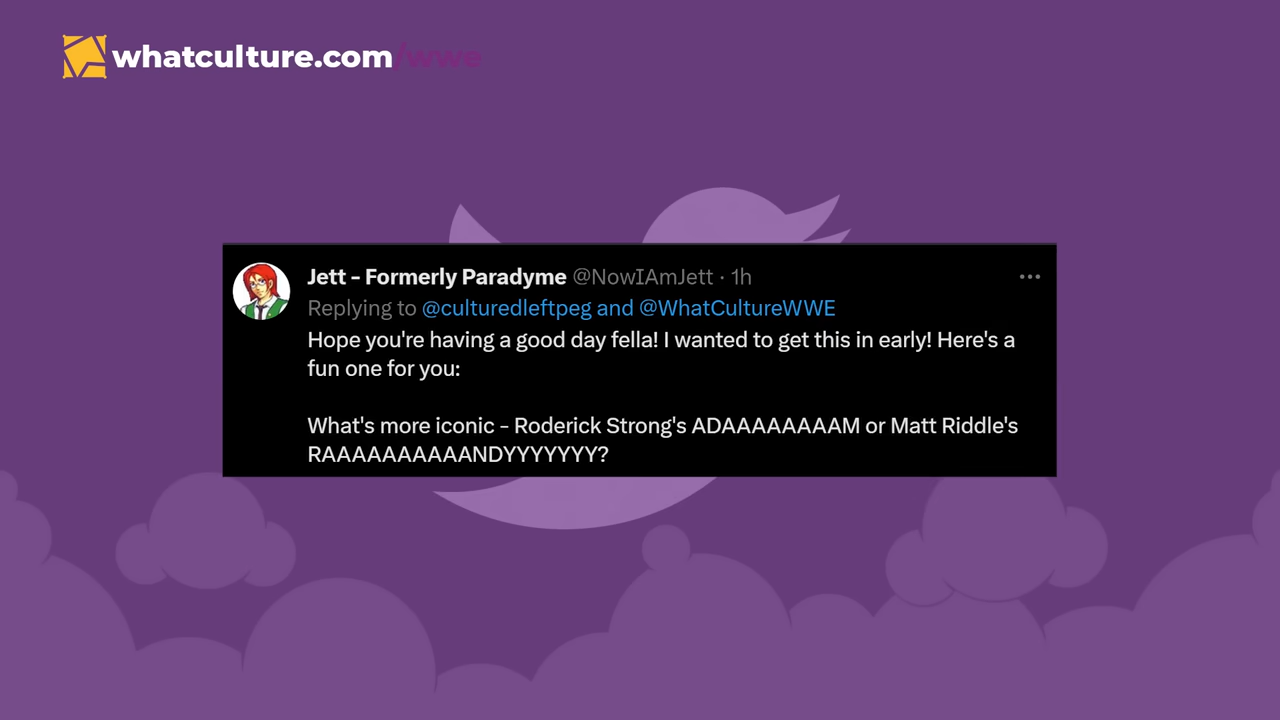 whatculture.com/wwe
Jett - Formerly Paradyme @NowIAmJett · 1h
Replying to @culturedleftpeg and @WhatCultureWWE
Hope you're having a good day fella! I wanted to get this in early! Here's a
fun one for you:
What's more iconic - Roderick Strong's ADAAAAAAAAM or Matt Riddle's
RAAAAAAAAAANDYYYYYYY?